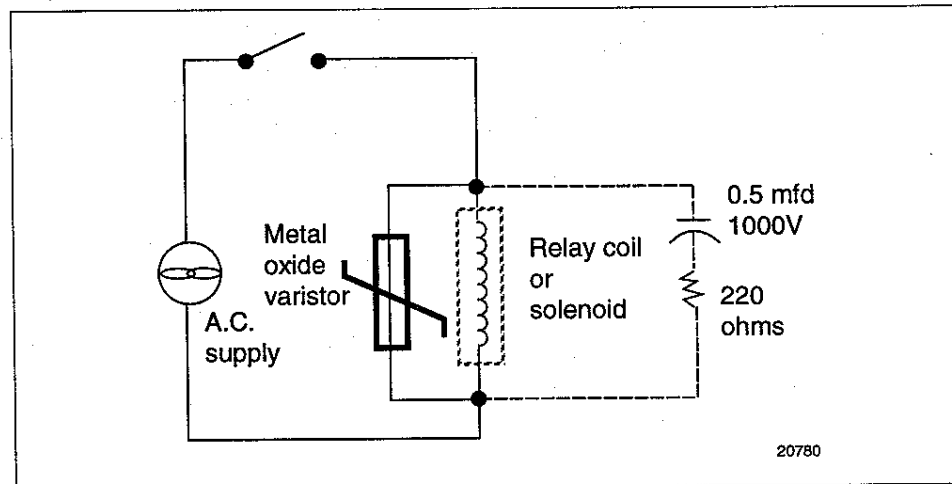 Metal
oxide
varistor
A.C.
supply
Relay coil
or
solenoid
0.5 mfd
1000V
220
ohms
20780